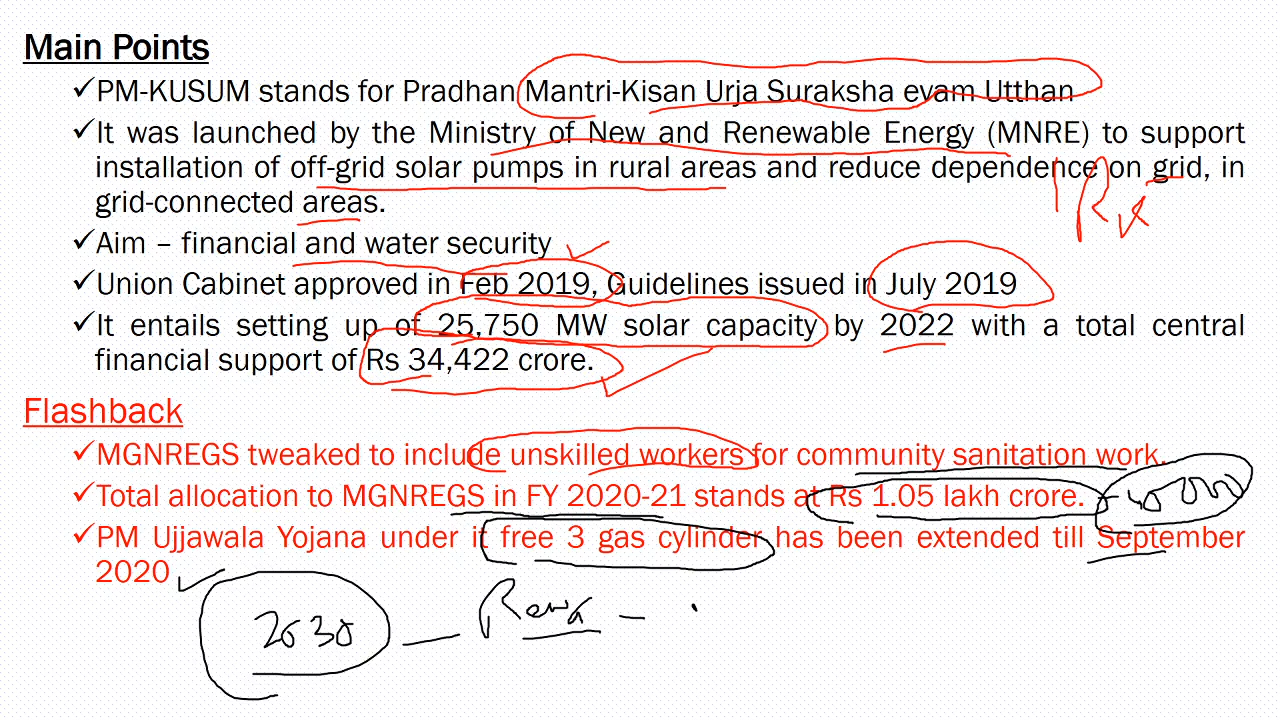 Main Points
✓PM-KUSUM stands for Pradhan Mantri-Kisan Urja Suraksha evam Utthan
✓It was launched by the Ministry of New and Renewable Energy (MNRE) to support
installation of off-grid solar pumps in rural areas and reduce dependence on grid, in
grid-connected areas.
✓Aim – financial and water security
✓Union Cabinet approved in Feb 2019, Guidelines issued in July 2019
✓It entails setting up of 25,750 MW solar capacity by 2022 with a total central
financial support of Rs 34,422 crore.
Flashback
✓MGNREGS tweaked to include unskilled workers for community sanitation work.
✓Total allocation to MGNREGS in FY 2020-21 stands at Rs 1.05 lakh crore.
✓PM Ujjawala Yojana under it free 3 gas cylinder has been extended till September
2020
2030 — Rewa —